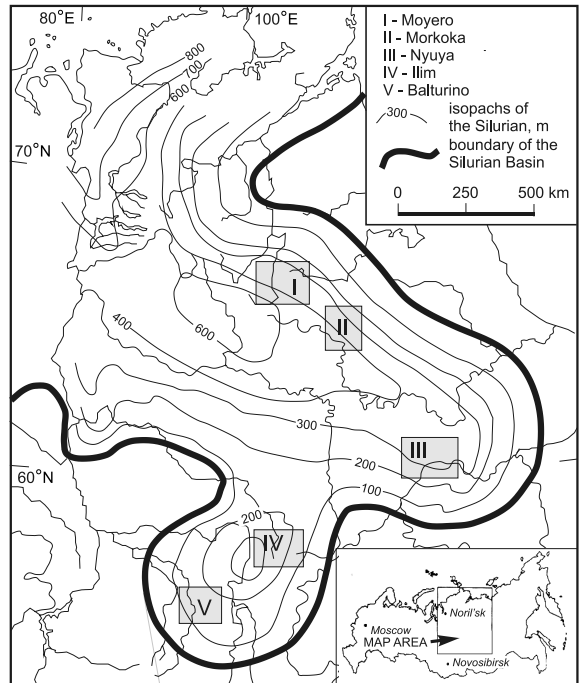 80°E
100°E
I - Moyero
II - Morkoka
III - Nyuya
IV - Ilim
V - Balturino
300
isopachs of
the Silurian, m
boundary of the
Silurian Basin
0 250 500 km
800
700
600
70°N
I
II
400
600
300
III
200
100
60°N
200
IV
V
Noril'sk
Moscow
MAP AREA
Novosibirsk